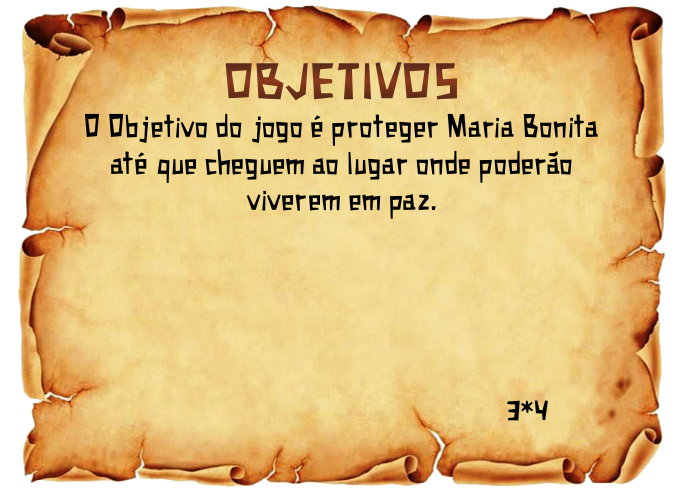 OBJETIVOS
O Objetivo do jogo é proteger Maria Bonita
até que cheguem ao lugar onde poderão
viverem em paz.
3*4